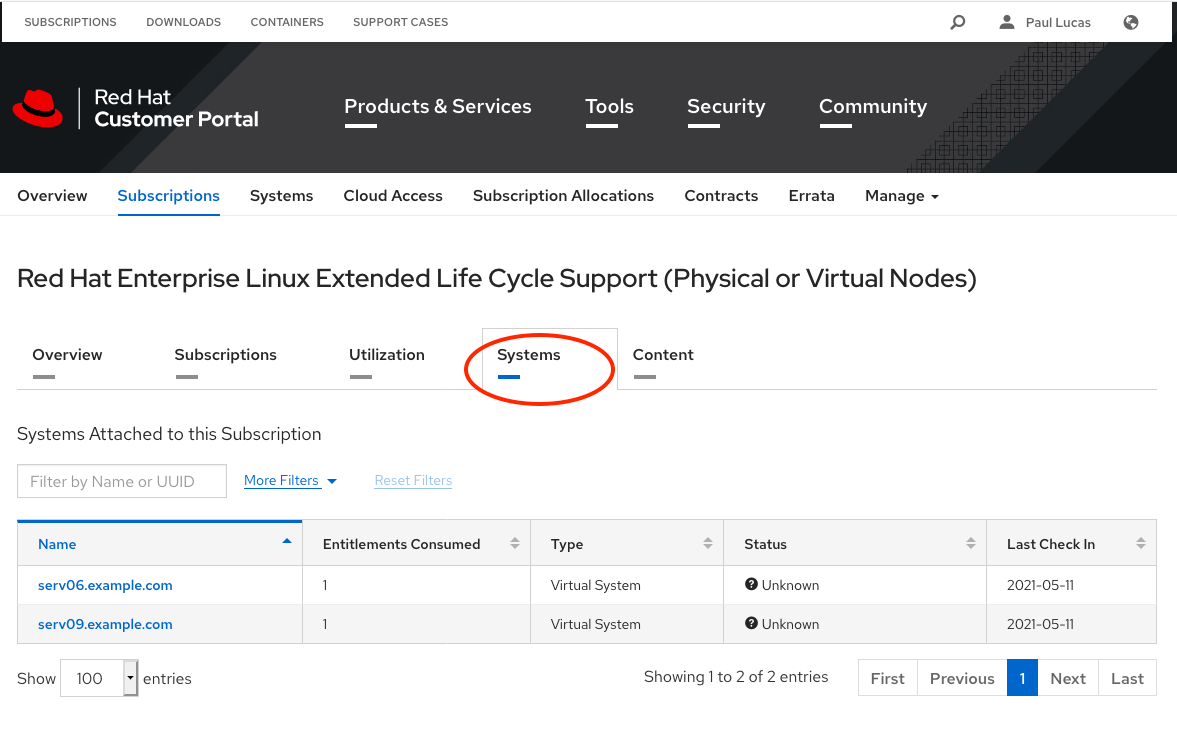 SUBSCRIPTIONS DOWNLOADS CONTAINERS SUPPORT CASES Paul Lucas
Red Hat
Customer Portal
Products & Services Tools Security Community
Overview Subscriptions Systems Cloud Access Subscription Allocations Contracts Errata Manage
Red Hat Enterprise Linux Extended Life Cycle Support (Physical or Virtual Nodes)
Overview Subscriptions Utilization Systems Content
Systems Attached to this Subscription
Filter by Name or UUID More Filters Reset Filters
Name Entitlements Consumed Type Status Last Check In
serv06.example.com 1 Virtual System ? Unknown 2021-05-11
serv09.example.com 1 Virtual System ? Unknown 2021-05-11
Show 100 entries Showing 1 to 2 of 2 entries First Previous 1 Next Last